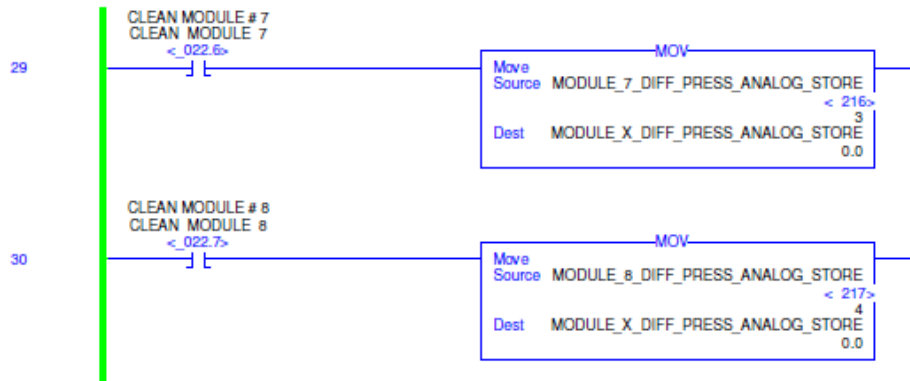 CLEAN MODULE # 7
CLEAN MODULE 7
<_022.6>
29
MOV
Move
Source MODULE_7_DIFF_PRESS_ANALOG_STORE
< 216>
3
Dest MODULE_X_DIFF_PRESS_ANALOG_STORE
0.0
CLEAN MODULE # 8
CLEAN MODULE 8
<_022.7>
30
MOV
Move
Source MODULE_8_DIFF_PRESS_ANALOG_STORE
< 217>
4
Dest MODULE_X_DIFF_PRESS_ANALOG_STORE
0.0